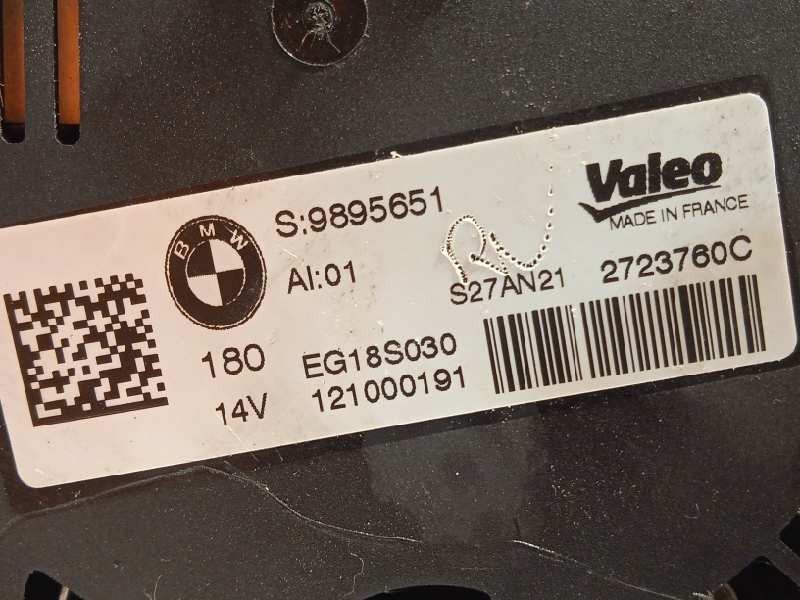 S:9895651
BMW
AI:01
Valeo
MADE IN FRANCE
S27AN21 2723760C
180 EG18S030
14V 121000191